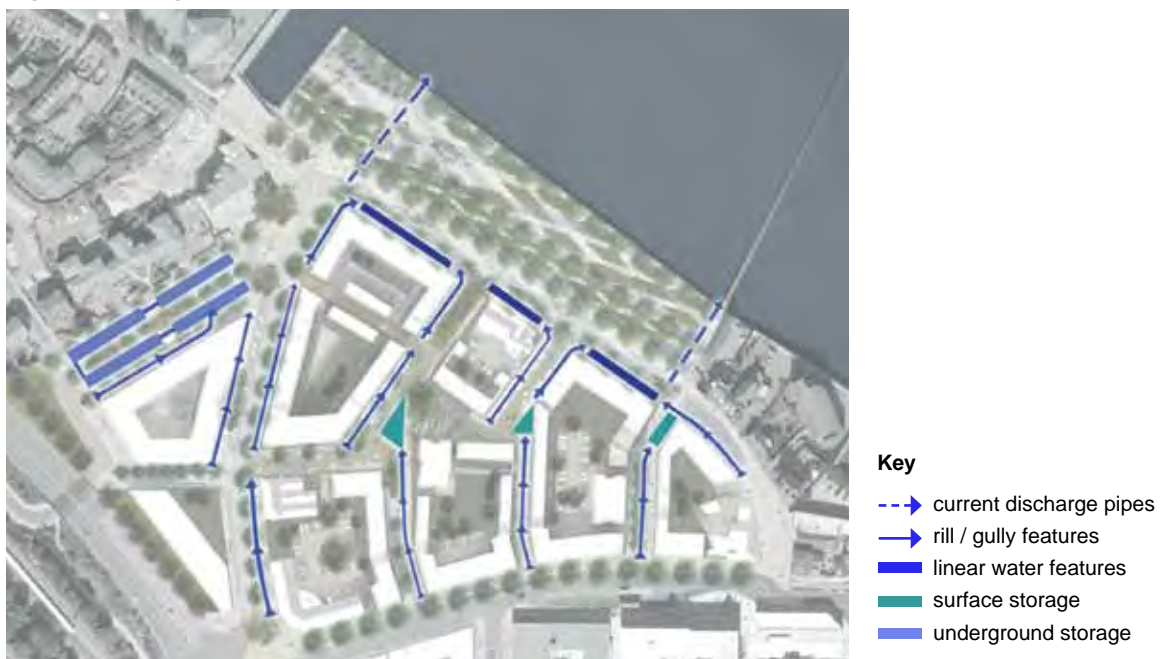 Key
current discharge pipes
rill / gully features
linear water features
surface storage
underground storage